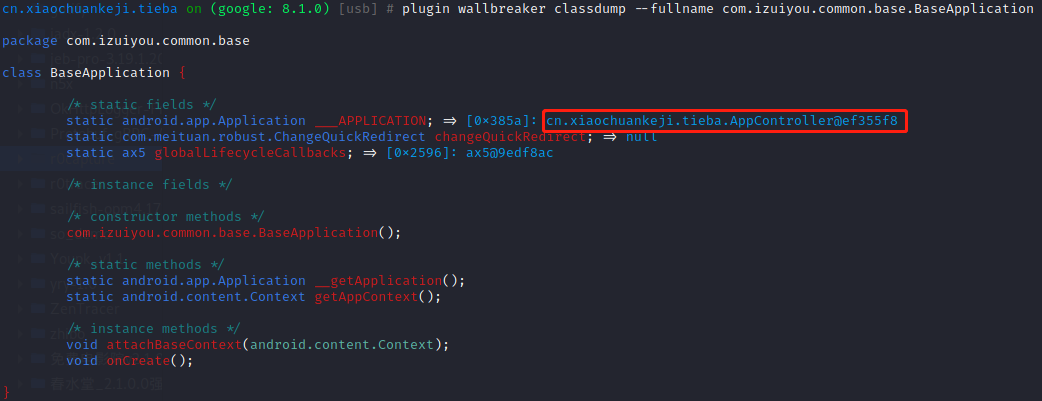 cn.xiaochuankeji.tieba on (google: 8.1.0) [usb] # plugin wallbreaker classdump --fullname com.izuiyou.common.base.BaseApplication
package com.izuiyou.common.base
class BaseApplication {
/* static fields */
static android.app.Application ___APPLICATION; => [0×385a]: cn.xiaochuankeji.tieba.AppController@ef355f8
static com.meituan.robust.ChangeQuickRedirect changeQuickRedirect; => null
static ax5 globalLifecycleCallbacks; => [0×2596]: ax5@9edf8ac
/* instance fields */
/* constructor methods */
com.izuiyou.common.base.BaseApplication();
/* static methods */
static android.app.Application __getApplication();
static android.content.Context getAppContext();
/* instance methods */
void attachBaseContext(android.content.Context);
void onCreate();
}